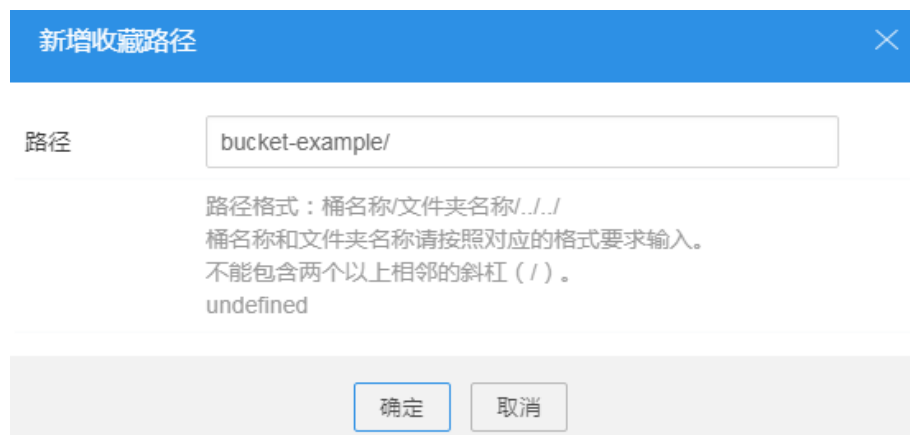 新增收藏路径
路径
bucket-example/
路径格式：桶名称/文件夹名称/../../
桶名称和文件夹名称请按照对应的格式要求输入。
不能包含两个以上相邻的斜杠（/）。
undefined
确定
取消